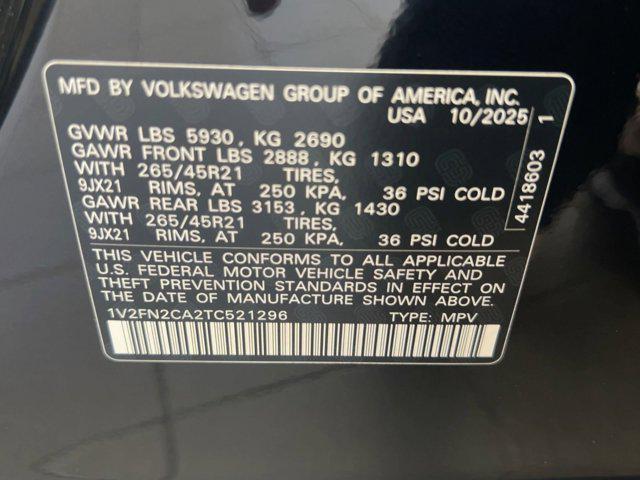 MFD BY VOLKSWAGEN GROUP OF AMERICA, INC.
USA 10/2025
GVWR LBS 5930, KG 2690
GAWR FRONT LBS 2888, KG 1310
WITH 265/45R21 TIRES,
9JX21 RIMS, AT 250 KPA, 36 PSI COLD
GAWR REAR LBS 3153, KG 1430
WITH 265/45R21 TIRES,
9JX21 RIMS, AT 250 KPA, 36 PSI COLD
THIS VEHICLE CONFORMS TO ALL APPLICABLE
U.S. FEDERAL MOTOR VEHICLE SAFETY AND
THEFT PREVENTION STANDARDS IN EFFECT ON
THE DATE OF MANUFACTURE SHOWN ABOVE.
1V2FN2CA2TC521296 TYPE: MPV
4418603 1